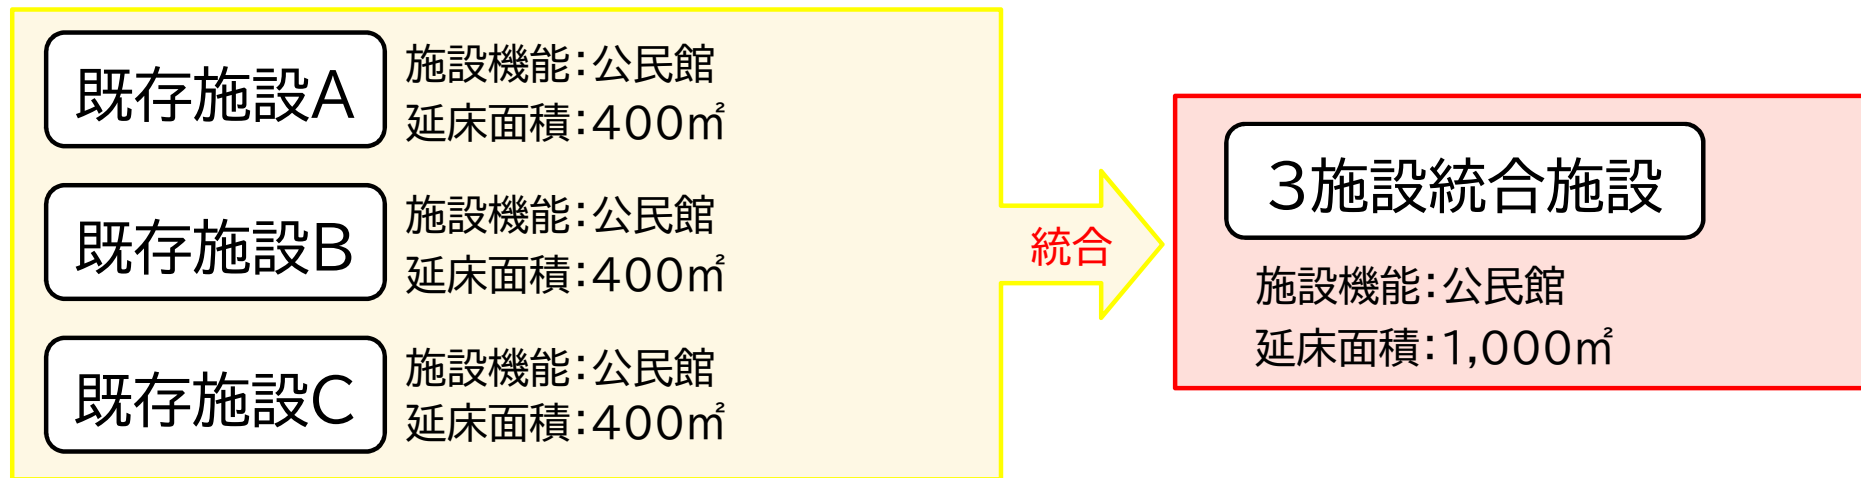 既存施設A
施設機能：公民館
延床面積：400㎡
既存施設B
施設機能：公民館
延床面積：400㎡
既存施設C
施設機能：公民館
延床面積：400㎡
統合
3施設統合施設
施設機能：公民館
延床面積：1,000㎡